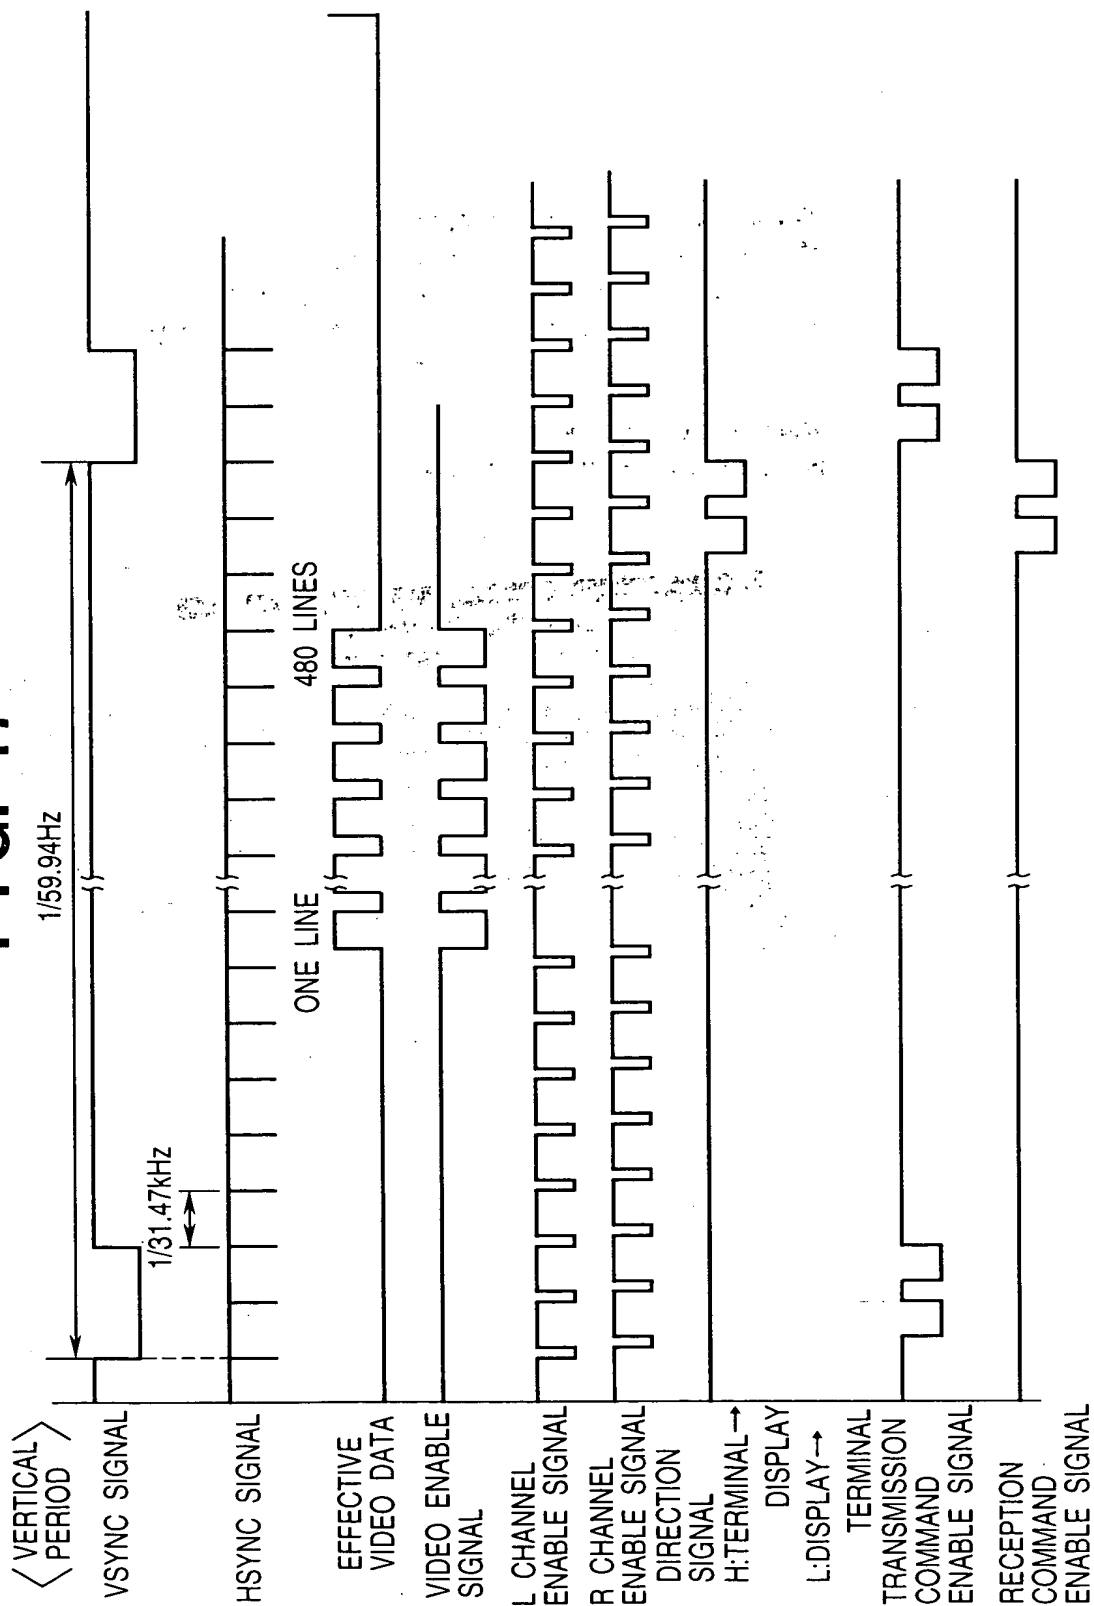 〈 VERTICAL 〉
〈 PERIOD 〉
1/59.94Hz
VSYNC SIGNAL
1/31.47kHz
HSYNC SIGNAL
ONE LINE
480 LINES
EFFECTIVE
VIDEO DATA
VIDEO ENABLE
SIGNAL
L CHANNEL
ENABLE SIGNAL
R CHANNEL
ENABLE SIGNAL
DIRECTION
SIGNAL
H:TERMINAL→
DISPLAY
L:DISPLAY→
TERMINAL
TRANSMISSION
COMMAND
ENABLE SIGNAL
RECEPTION
COMMAND
ENABLE SIGNAL